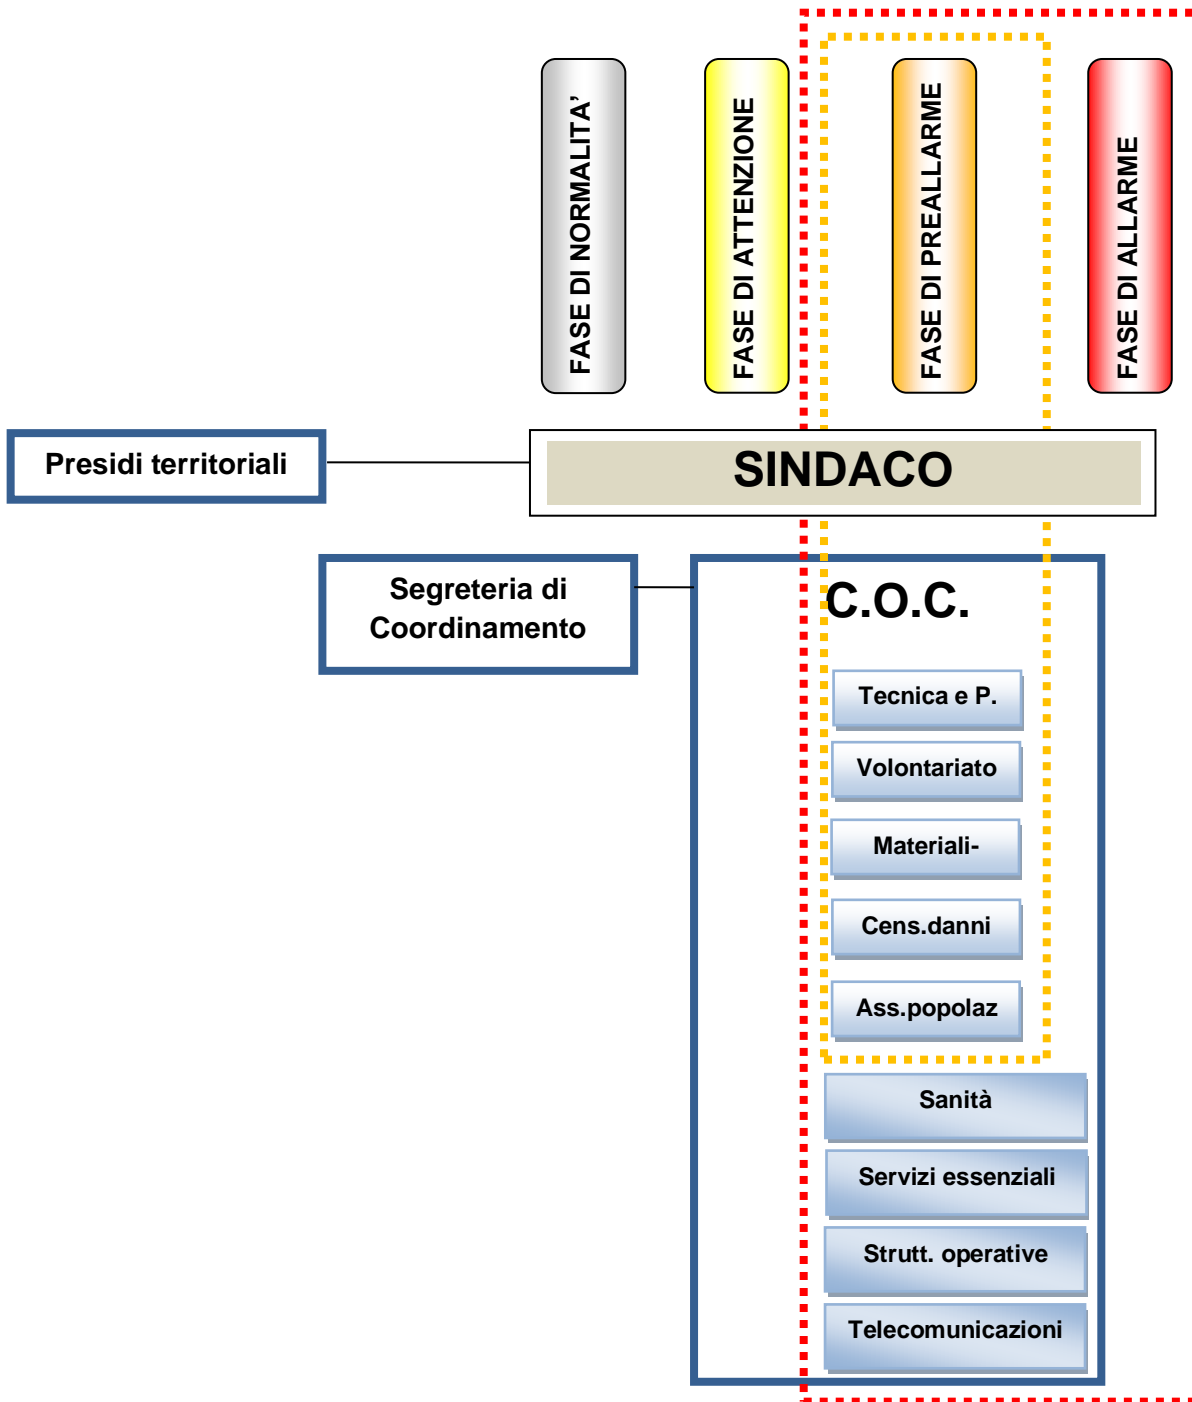 FASE DI NORMALITA’
FASE DI ATTENZIONE
FASE DI PREALLARME
FASE DI ALLARME
Presidi territoriali
SINDACO
Segreteria di
Coordinamento
C.O.C.
Tecnica e P.
Volontariato
Materiali-
Cens.danni
Ass.popolaz
Sanità
Servizi essenziali
Strutt. operative
Telecomunicazioni